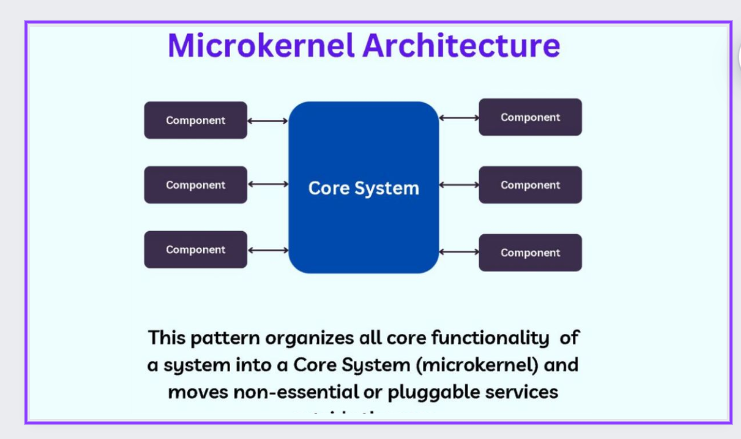 Microkernel Architecture
Component
Component
Core System
Component
Component
Component
Component
This pattern organizes all core functionality of
a system into a Core System (microkernel) and
moves non-essential or pluggable services